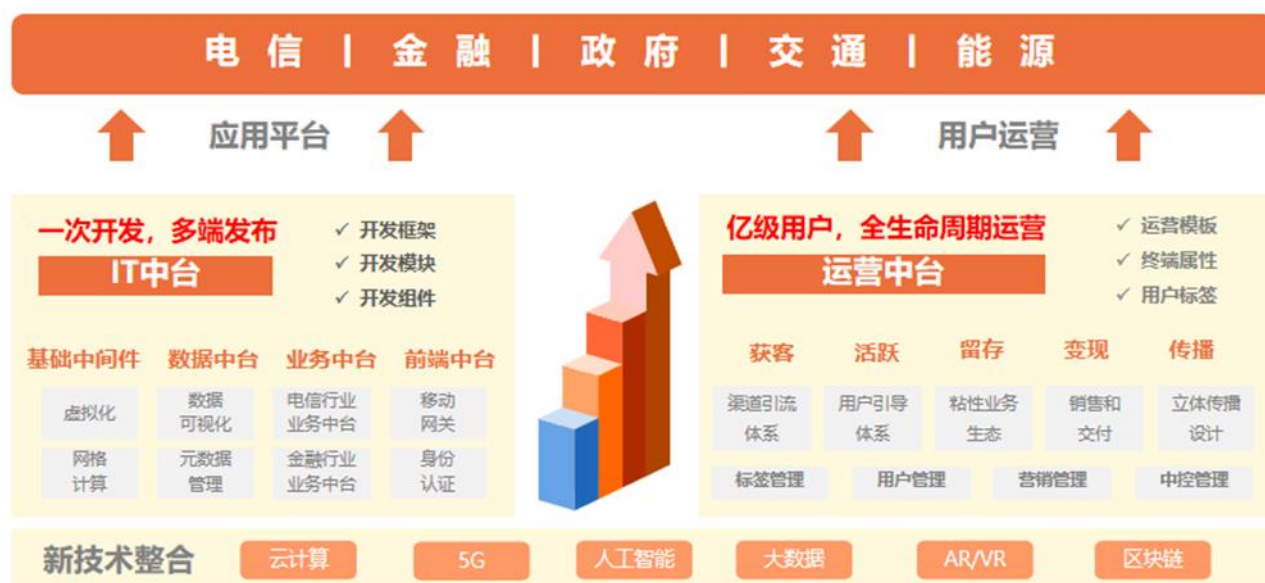 电信 | 金融 | 政府 | 交通 | 能源
应用平台
用户运营
一次开发，多端发布
IT中台
✓ 开发框架
✓ 开发模块
✓ 开发组件
基础中间件 数据中台 业务中台 前端中台
虚拟化
数据
可视化
电信行业
业务中台
移动
网关
网格
计算
元数据
管理
金融行业
业务中台
身份
认证
亿级用户，全生命周期运营
运营中台
✓ 运营模板
✓ 终端属性
✓ 用户标签
获客 活跃 留存 变现 传播
渠道引流
体系
用户引导
体系
粘性业务
生态
销售和
交付
立体传播
设计
标签管理 用户管理 营销管理 中控管理
新技术整合 云计算 5G 人工智能 大数据 AR/VR 区块链